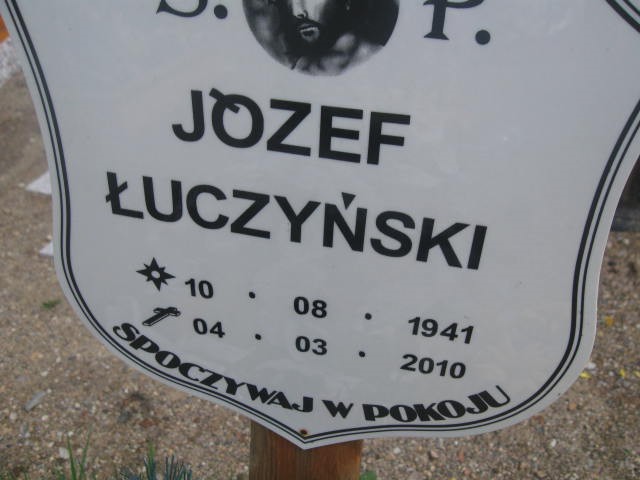 Ś. P.
JÓZEF
ŁUCZYŃSKI
10 . 08 . 1941
04 . 03 . 2010
SPOCZYWAJ W POKOJU